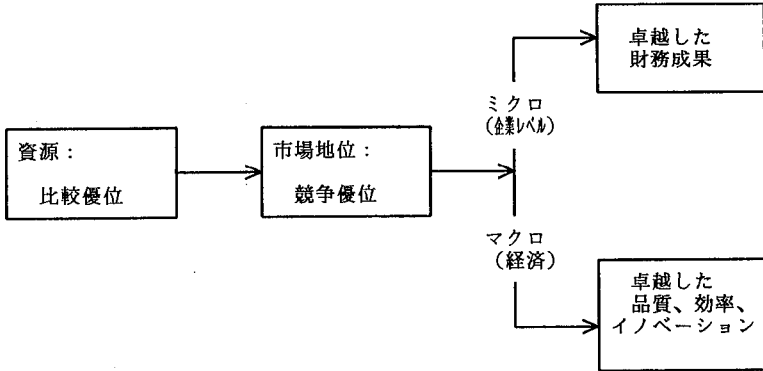 資源：
比較優位
市場地位：
競争優位
ミクロ
（企業レベル）
卓越した
財務成果
マクロ
（経済）
卓越した
品質、効率、
イノベーション